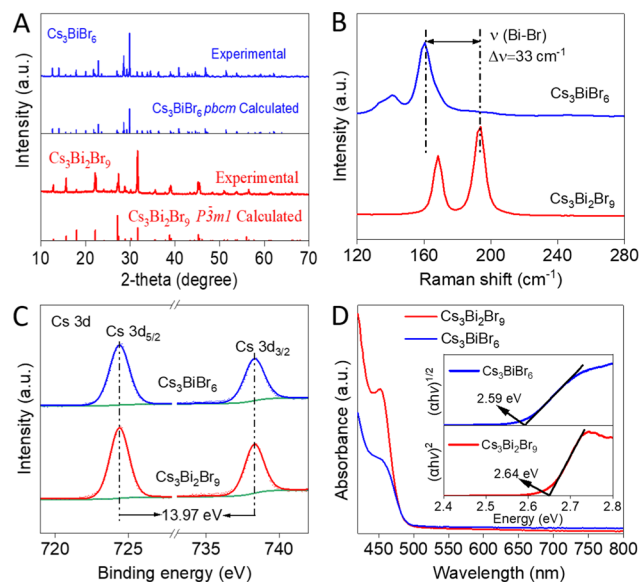 A
Cs₃BiBr₆
Experimental
Cs₃BiBr₆ pbcm Calculated
Cs₃Bi₂Br₉
Experimental
Cs₃Bi₂Br₉ P3̄m1 Calculated
Intensity (a.u.)
10 20 30 40 50 60 70
2-theta (degree)
B
ν (Bi-Br)
Δν=33 cm⁻¹
Cs₃BiBr₆
Cs₃Bi₂Br₉
Intensity (a.u.)
120 160 200 240 280
Raman shift (cm⁻¹)
C
Cs 3d
Cs 3d₅/₂
Cs 3d₃/₂
Cs₃BiBr₆
Cs₃Bi₂Br₉
13.97 eV
Intensity (a.u.)
720 725 735 740
Binding energy (eV)
D
Cs₃Bi₂Br₉
Cs₃BiBr₆
(αhν)¹/²
Cs₃BiBr₆
2.59 eV
(αhν)²
Cs₃Bi₂Br₉
2.64 eV
2.4 2.5 2.6 2.7 2.8
Energy (eV)
Absorbance (a.u.)
450 500 550 600 650 700 750 800
Wavelength (nm)